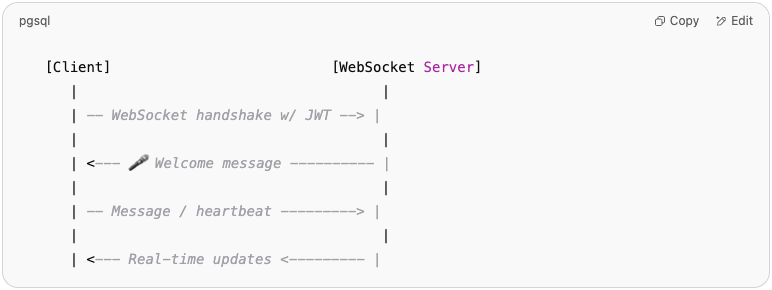 pgsql Copy Edit
[Client]                          [WebSocket Server]
   |                                    |
   | -- WebSocket handshake w/ JWT --> |
   |                                    |
   | <--- 🎤 Welcome message ---------- |
   |                                    |
   | -- Message / heartbeat ---------> |
   |                                    |
   | <--- Real-time updates <--------- |